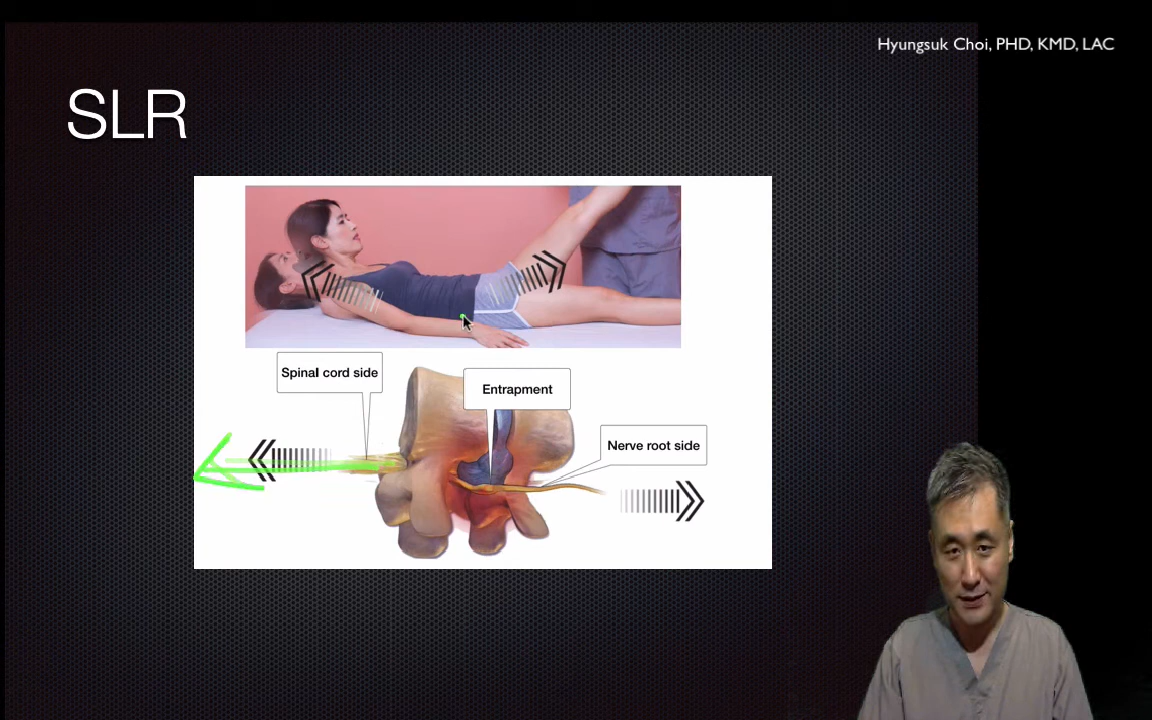 Hyungsuk Choi, PHD, KMD, LAC
SLR
Spinal cord side
Entrapment
Nerve root side